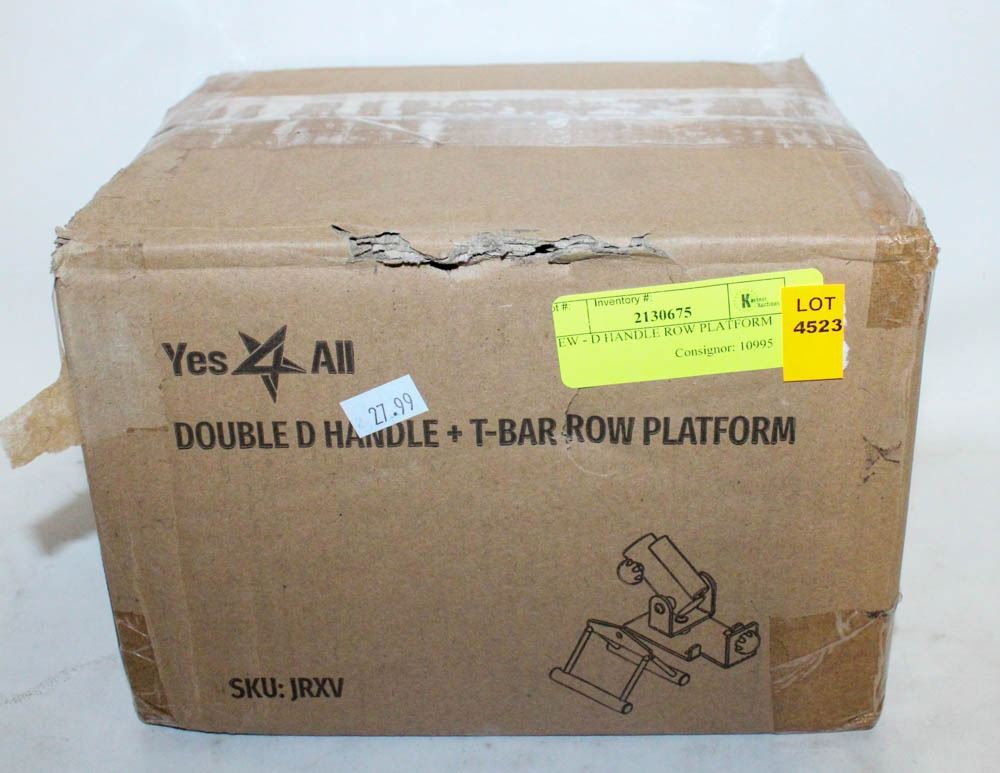 Inventory #:
2130675
EW - D HANDLE ROW PLATFORM
Consignor: 10995
LOT
4523
Yes 4 All
27.99
DOUBLE D HANDLE + T-BAR ROW PLATFORM
SKU: JRXV